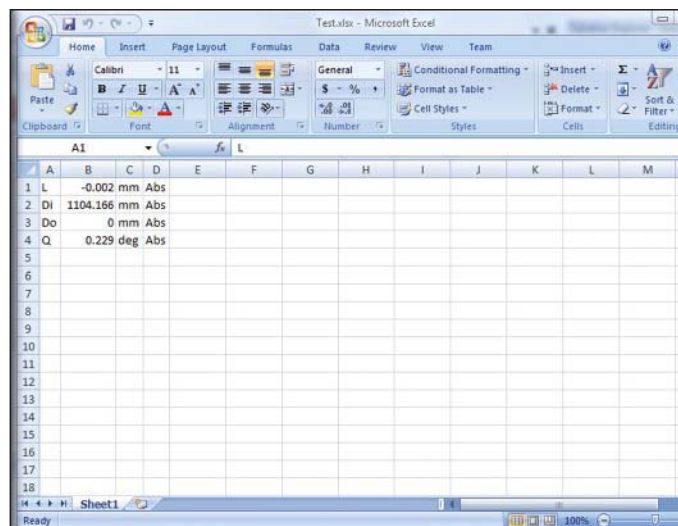 Test.xlsx - Microsoft Excel
Home Insert Page Layout Formulas Data Review View Team
Paste
Calibri 11
B I U
A A
General
$ % ,
Conditional Formatting
Format as Table
Cell Styles
Insert
Delete
Format
Σ
Sort &
Filter
Clipboard Font Alignment Number Styles Cells Editing
A1 fx L
A B C D E F G H I J K L M
1 L -0.002 mm Abs
2 Di 1104.166 mm Abs
3 Do 0 mm Abs
4 Q 0.229 deg Abs
5
6
7
8
9
10
11
12
13
14
15
16
17
18
Sheet1
Ready 100%